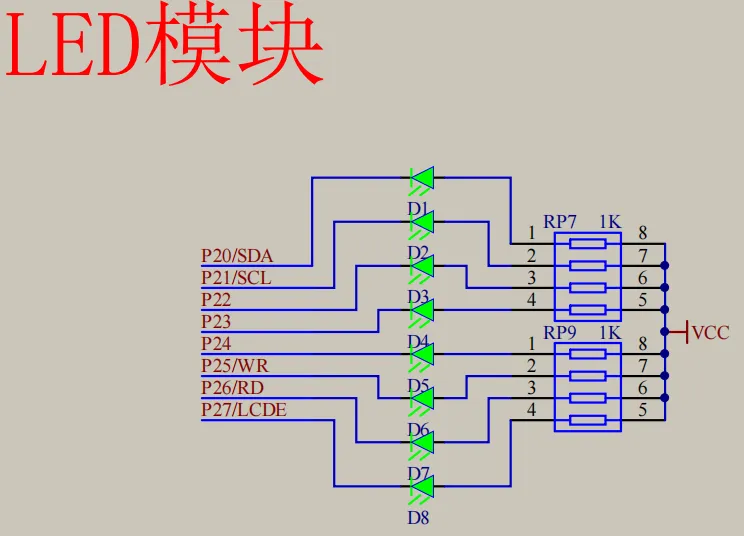 LED模块
D1
RP7 1K
1 8
P20/SDA D2 2 7
P21/SCL 3 6
P22 D3 4 5
P23 RP9 1K
VCC
P24 D4 1 8
P25/WR 2 7
P26/RD D5 3 6
P27/LCDE 4 5
D6
D7
D8